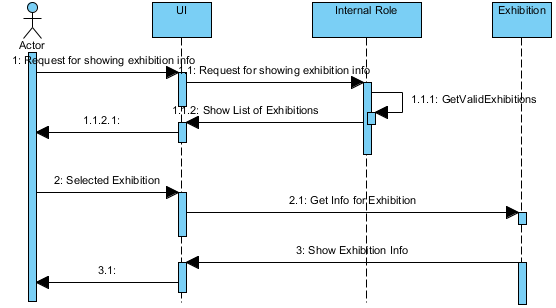 UI
Internal Role
Exhibition
Actor
1: Request for showing exhibition info
1.1: Request for showing exhibition info
1.1.1: GetValidExhibitions
1.1.2: Show List of Exhibitions
1.1.2.1:
2: Selected Exhibition
2.1: Get Info for Exhibition
3: Show Exhibition Info
3.1: